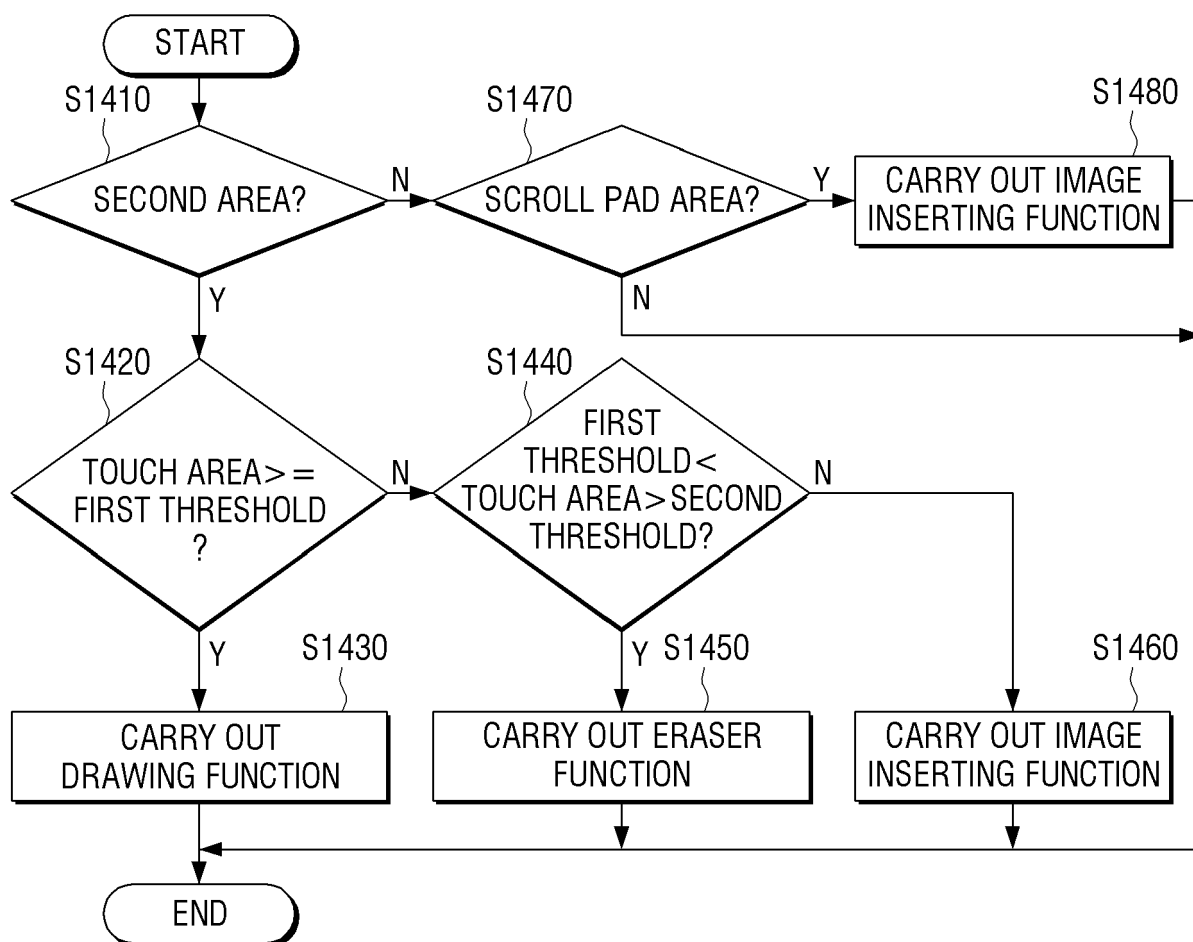 START
S1410
S1470
S1480
SECOND AREA?
N
SCROLL PAD AREA?
Y
CARRY OUT IMAGE
INSERTING FUNCTION
Y
N
S1420
S1440
TOUCH AREA>=
FIRST THRESHOLD
?
N
FIRST
THRESHOLD<
TOUCH AREA>SECOND
THRESHOLD?
N
Y
S1430
Y
S1450
S1460
CARRY OUT
DRAWING FUNCTION
CARRY OUT ERASER
FUNCTION
CARRY OUT IMAGE
INSERTING FUNCTION
END